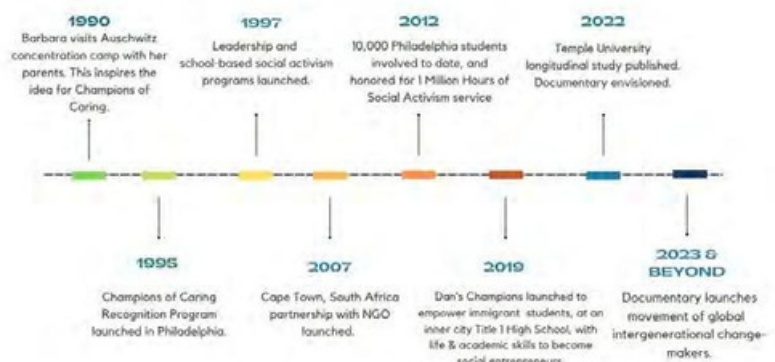 1990
Barbara visits Auschwitz
concentration camp with her
parents. This inspires the
idea for Champions of
Caring.
1997
Leadership and
school-based social activism
programs launched.
2012
10,000 Philadelphia students
involved to date, and
honored for 1 Million Hours of
Social Activism service
2022
Temple University
longitudinal study published.
Documentary envisioned.
1995
Champions of Caring
Recognition Program
launched in Philadelphia.
2007
Cape Town, South Africa
partnership with NGO
launched.
2019
Dan's Champions launched to
empower immigrant students, at an
inner city Title 1 High School, with
life & academic skills to become
social entrepreneurs
2023 &
BEYOND
Documentary launches
movement of global
intergenerational change-
makers.